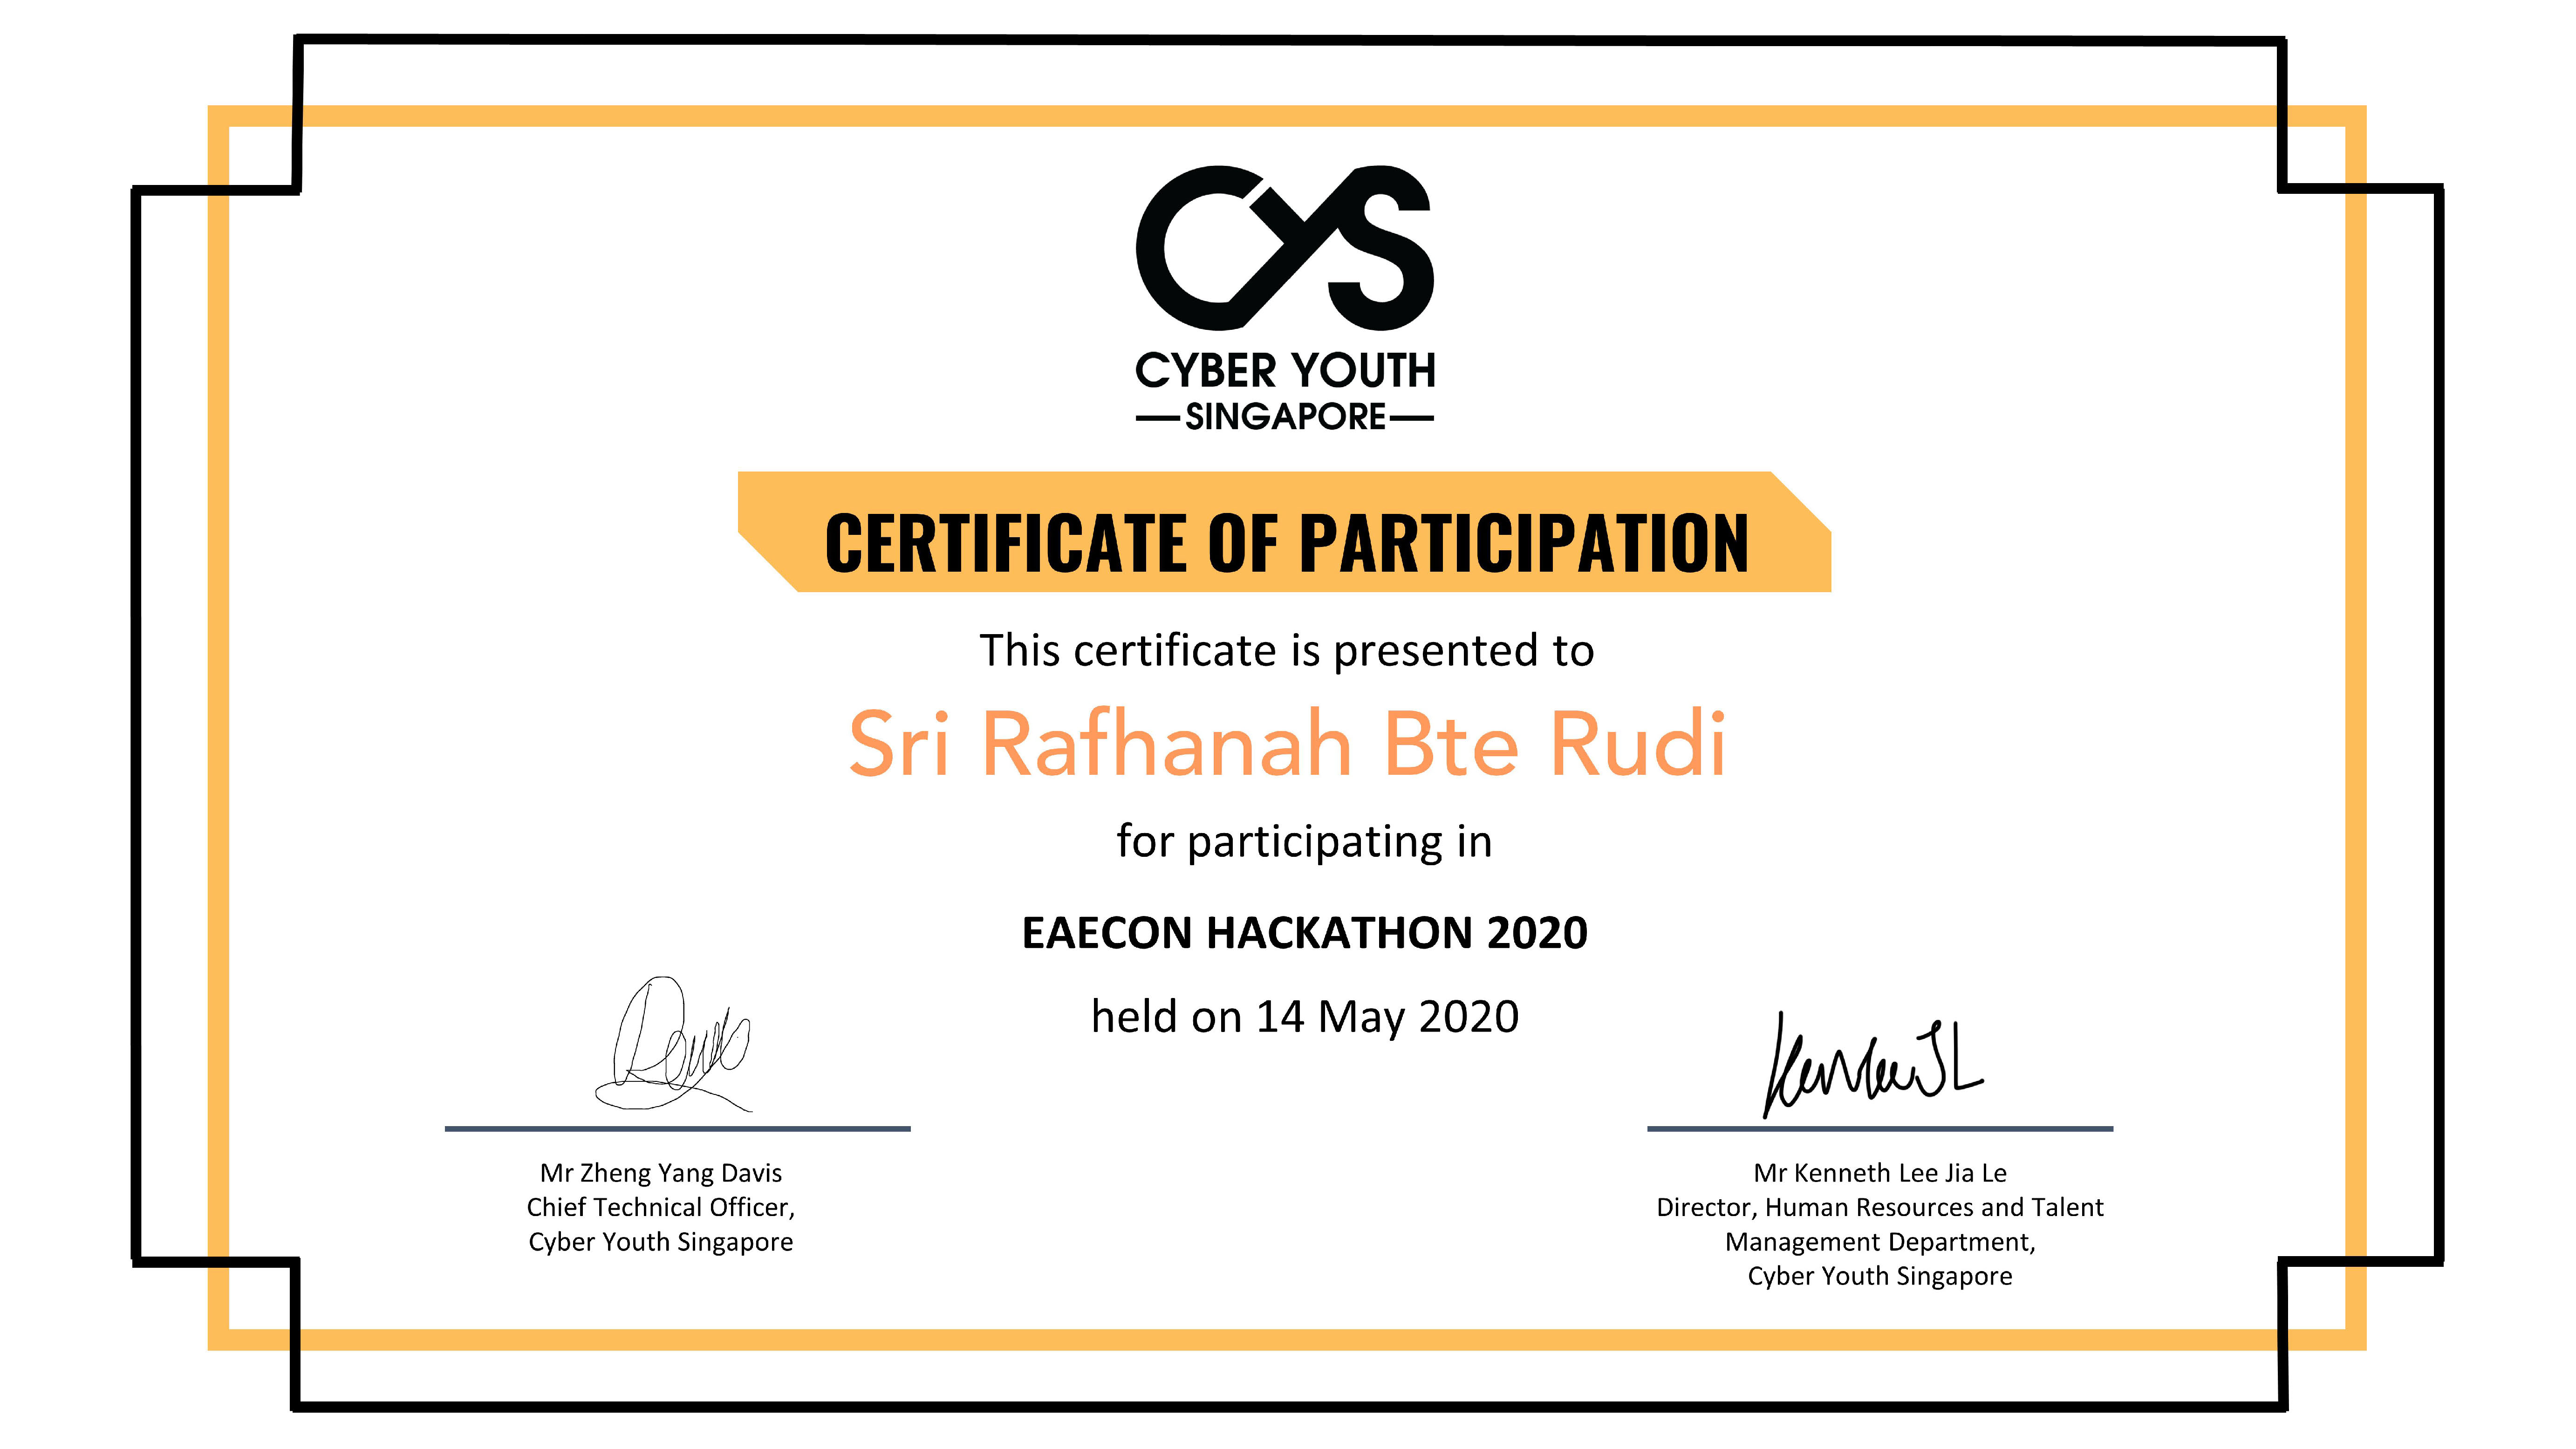 CYS
CYBER YOUTH
SINGAPORE
CERTIFICATE OF PARTICIPATION
This certificate is presented to
Sri Rafhanah Bte Rudi
for participating in
EAECON HACKATHON 2020
held on 14 May 2020
KenleeJL
Mr Zheng Yang Davis
Chief Technical Officer,
Cyber Youth Singapore
Mr Kenneth Lee Jia Le
Director, Human Resources and Talent
Management Department,
Cyber Youth Singapore